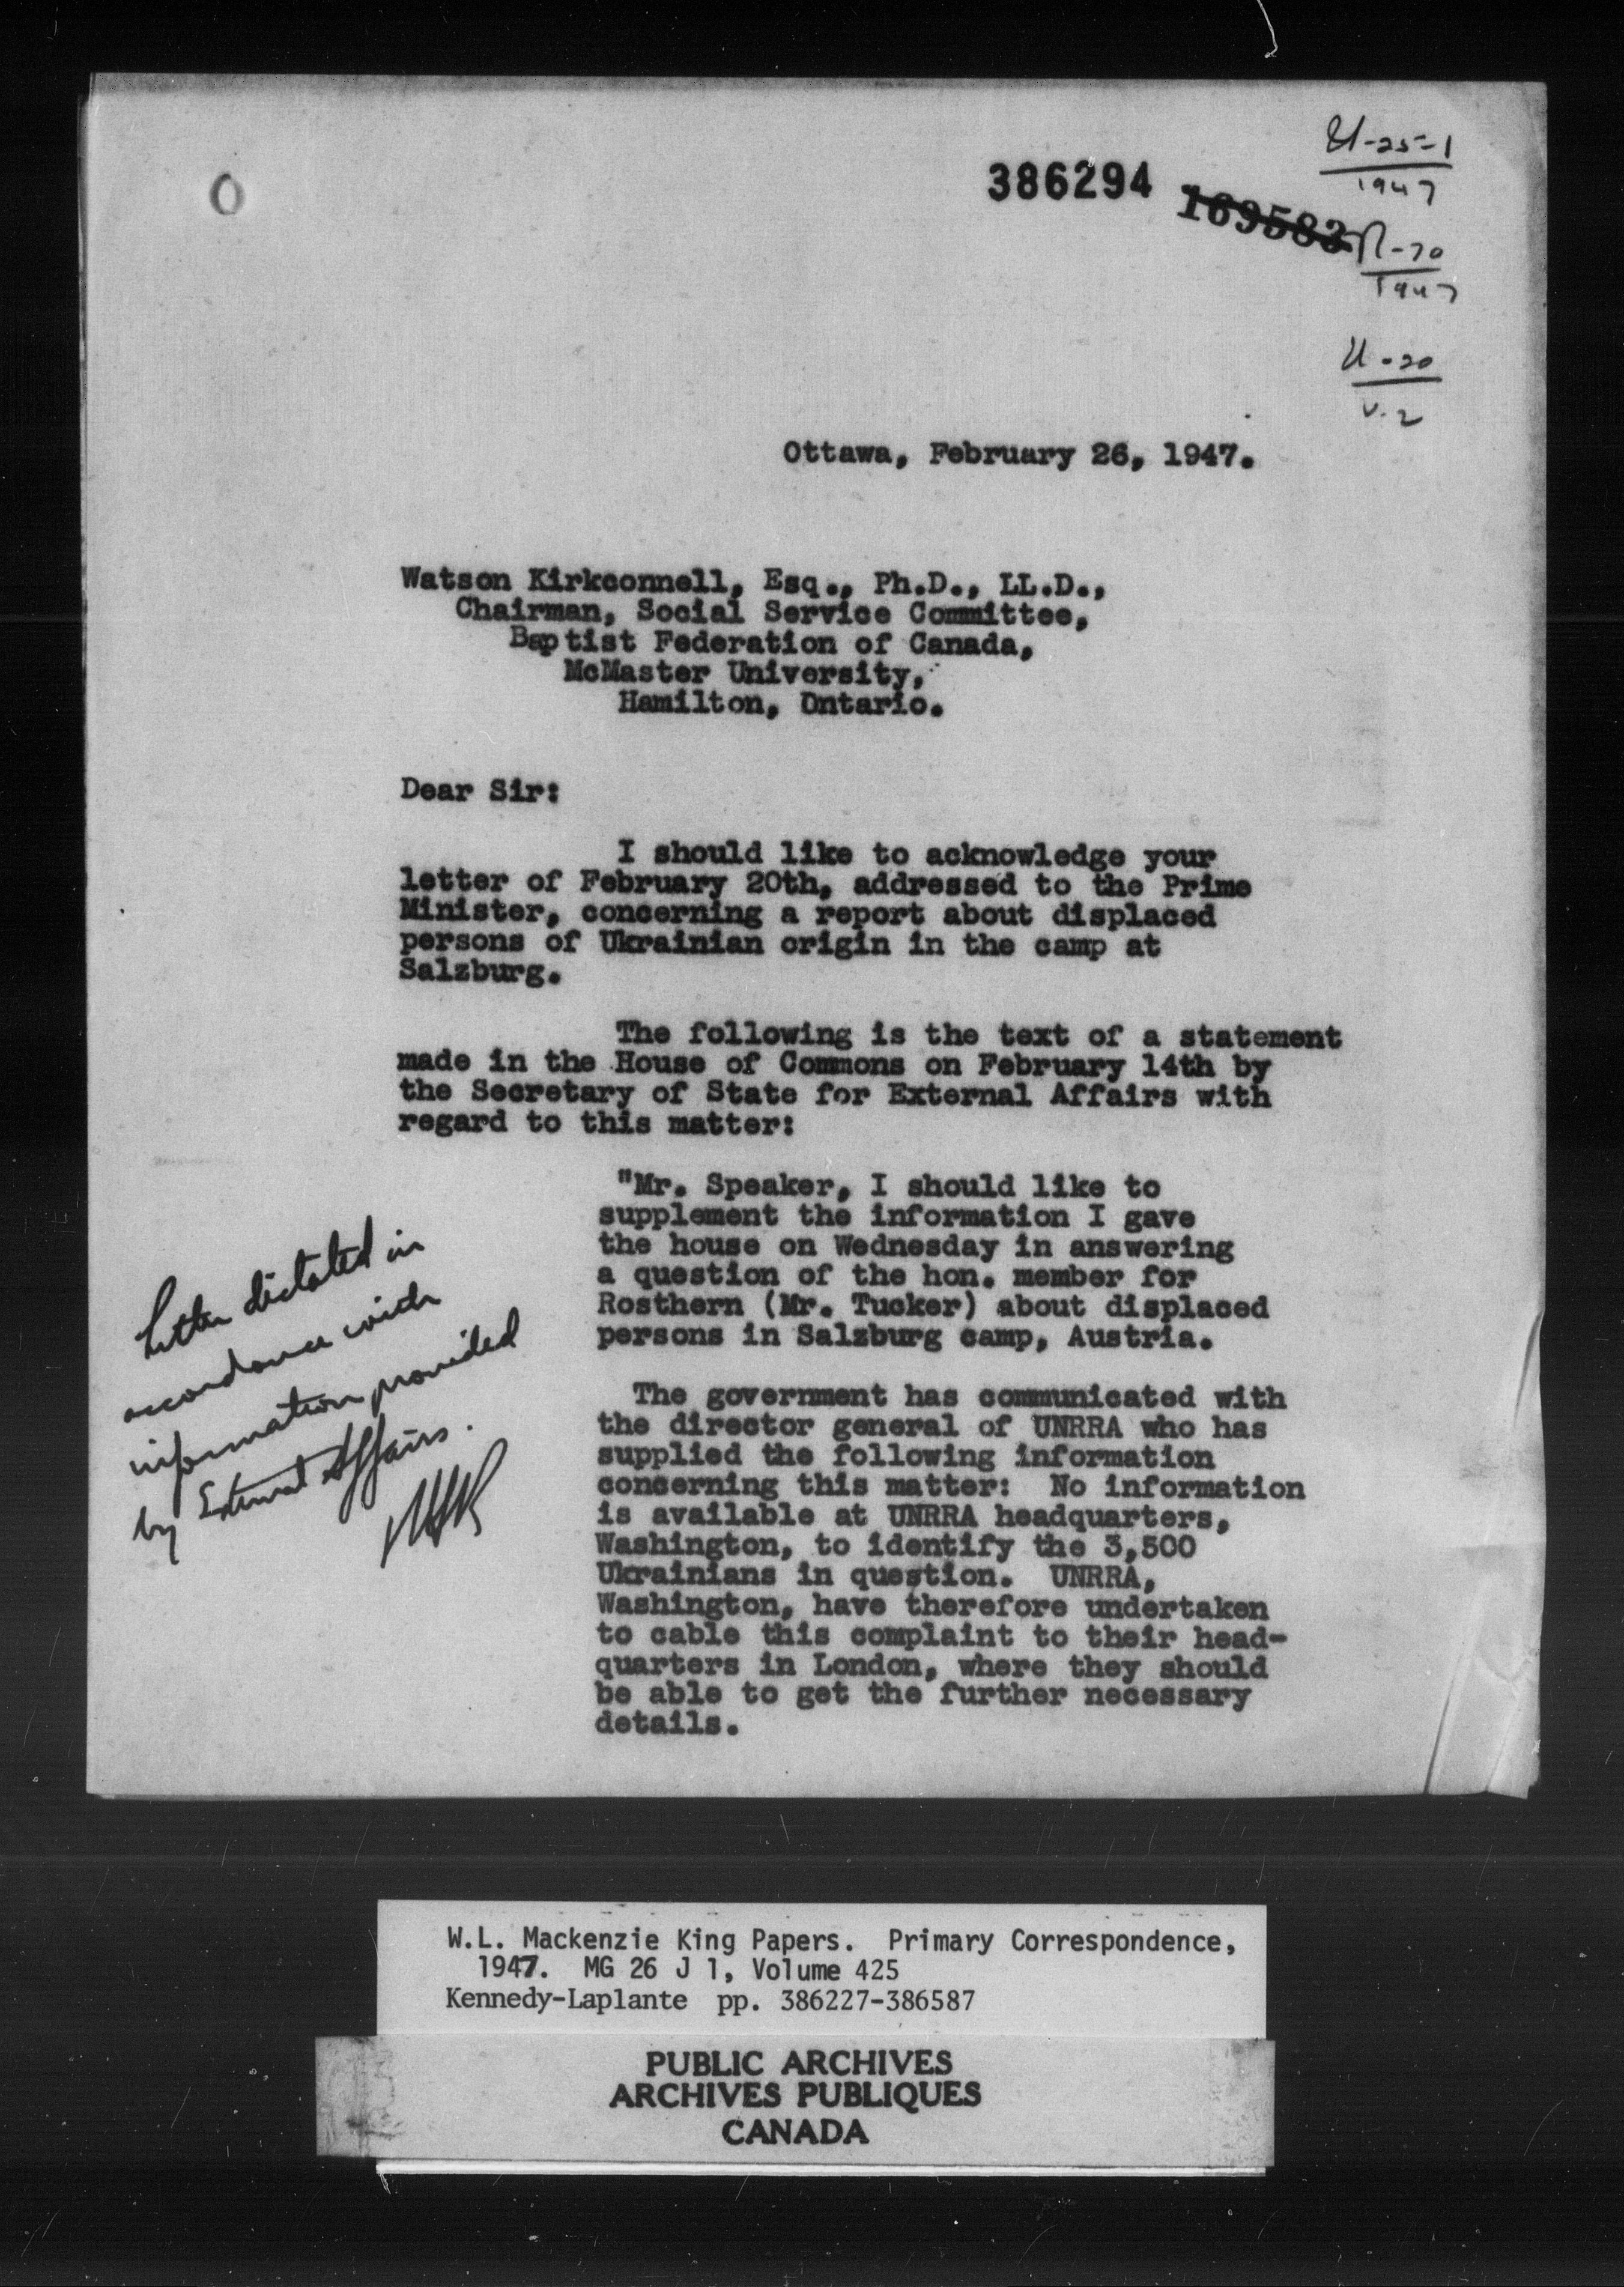 386294
U-25-1
1947
169583
R-70
1947
U-20
v.2
Ottawa, February 26, 1947.
Watson Kirkconnell, Esq., Ph.D., LL.D.,
Chairman, Social Service Committee,
Baptist Federation of Canada,
McMaster University,
Hamilton, Ontario.
Dear Sir:
I should like to acknowledge your
letter of February 20th, addressed to the Prime
Minister, concerning a report about displaced
persons of Ukrainian origin in the camp at
Salzburg.
The following is the text of a statement
made in the House of Commons on February 14th by
the Secretary of State for External Affairs with
regard to this matter:
"Mr. Speaker, I should like to
supplement the information I gave
the house on Wednesday in answering
a question of the hon. member for
Rosthern (Mr. Tucker) about displaced
persons in Salzburg camp, Austria.
The government has communicated with
the director general of UNRRA who has
supplied the following information
concerning this matter: No information
is available at UNRRA headquarters,
Washington, to identify the 3,500
Ukrainians in question. UNRRA,
Washington, have therefore undertaken
to cable this complaint to their head-
quarters in London, where they should
be able to get the further necessary
details.
Letter dictated in
accordance with
information provided
by External Affairs.
W.L. Mackenzie King Papers. Primary Correspondence,
1947. MG 26 J 1, Volume 425
Kennedy-Laplante pp. 386227-386587
PUBLIC ARCHIVES
ARCHIVES PUBLIQUES
CANADA